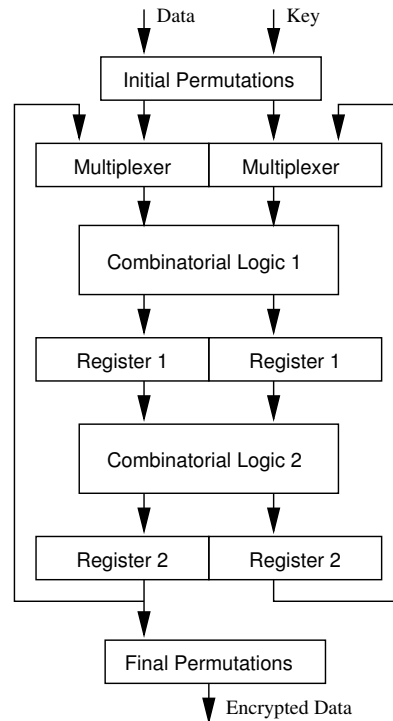 Data Key
Initial Permutations
Multiplexer Multiplexer
Combinatorial Logic 1
Register 1 Register 1
Combinatorial Logic 2
Register 2 Register 2
Final Permutations
Encrypted Data